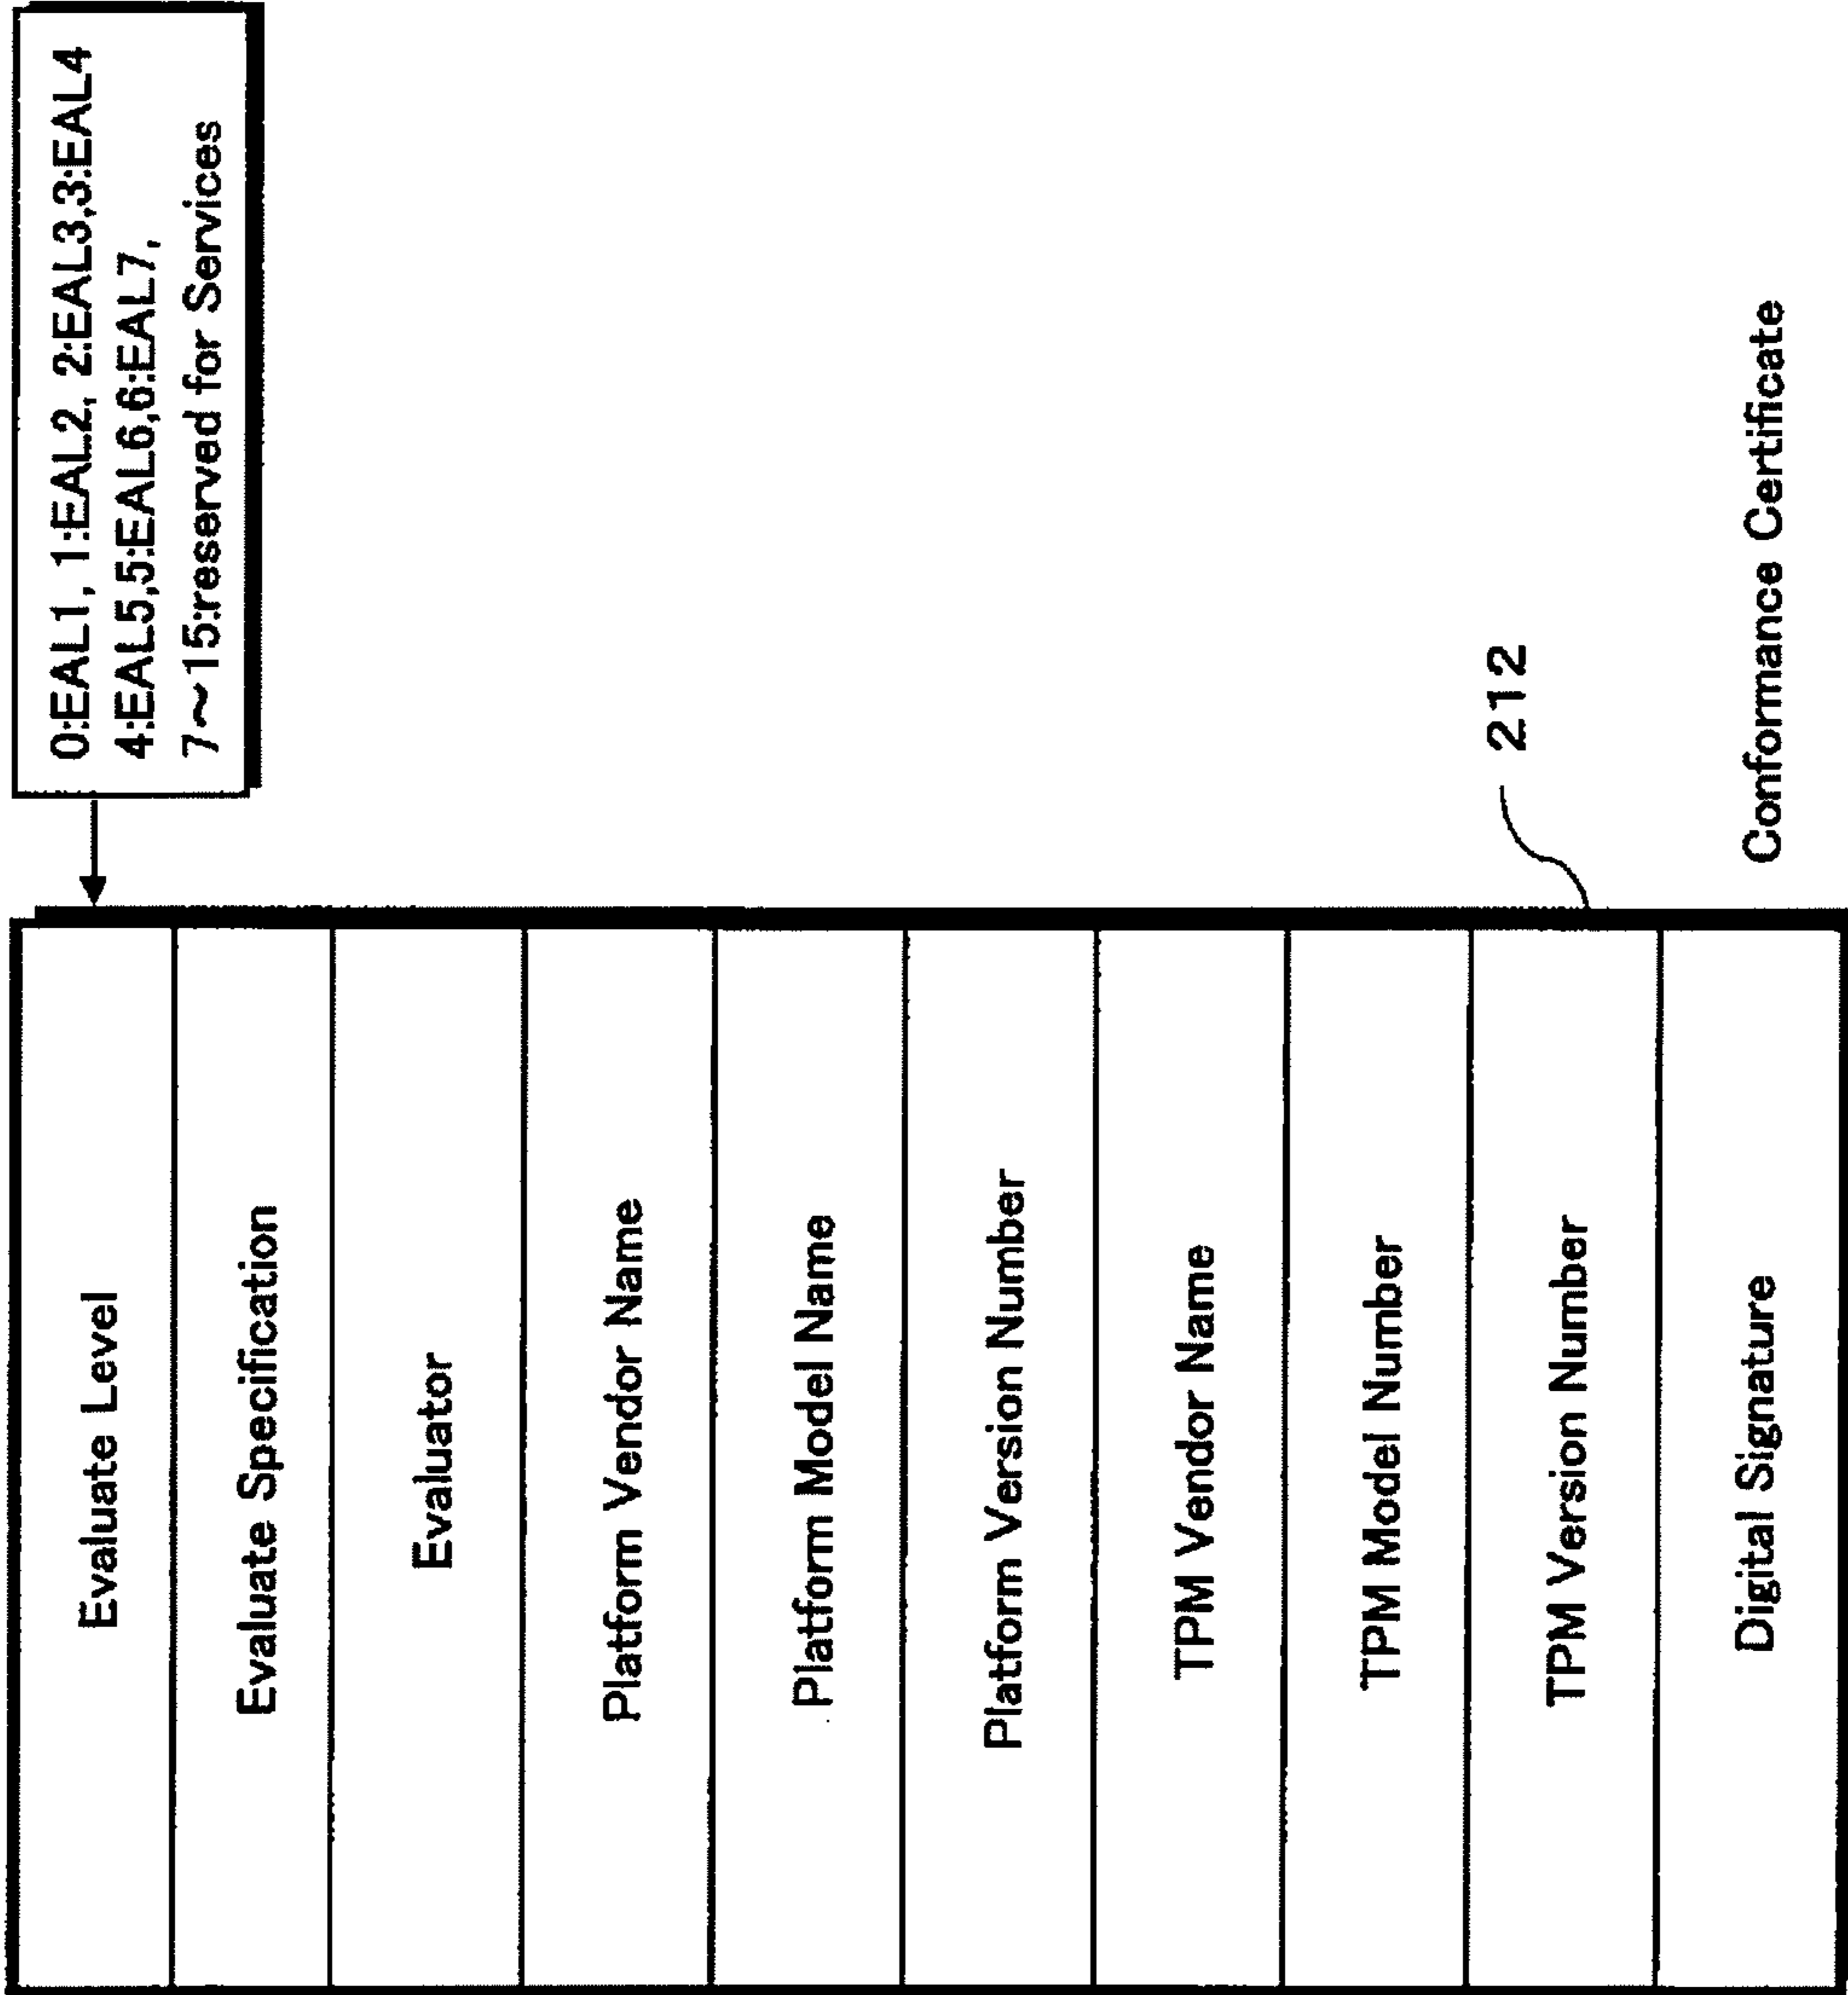 0:EAL1, 1:EAL2, 2:EAL3,3:EAL4
4:EAL5,5:EAL6,6:EAL7,
7~15:reserved for Services
Evaluate Level
Evaluate Specification
Evaluator
Platform Vendor Name
Platform Model Name
Platform Version Number
TPM Vendor Name
TPM Model Number
TPM Version Number
Digital Signature
212
Conformance Certificate